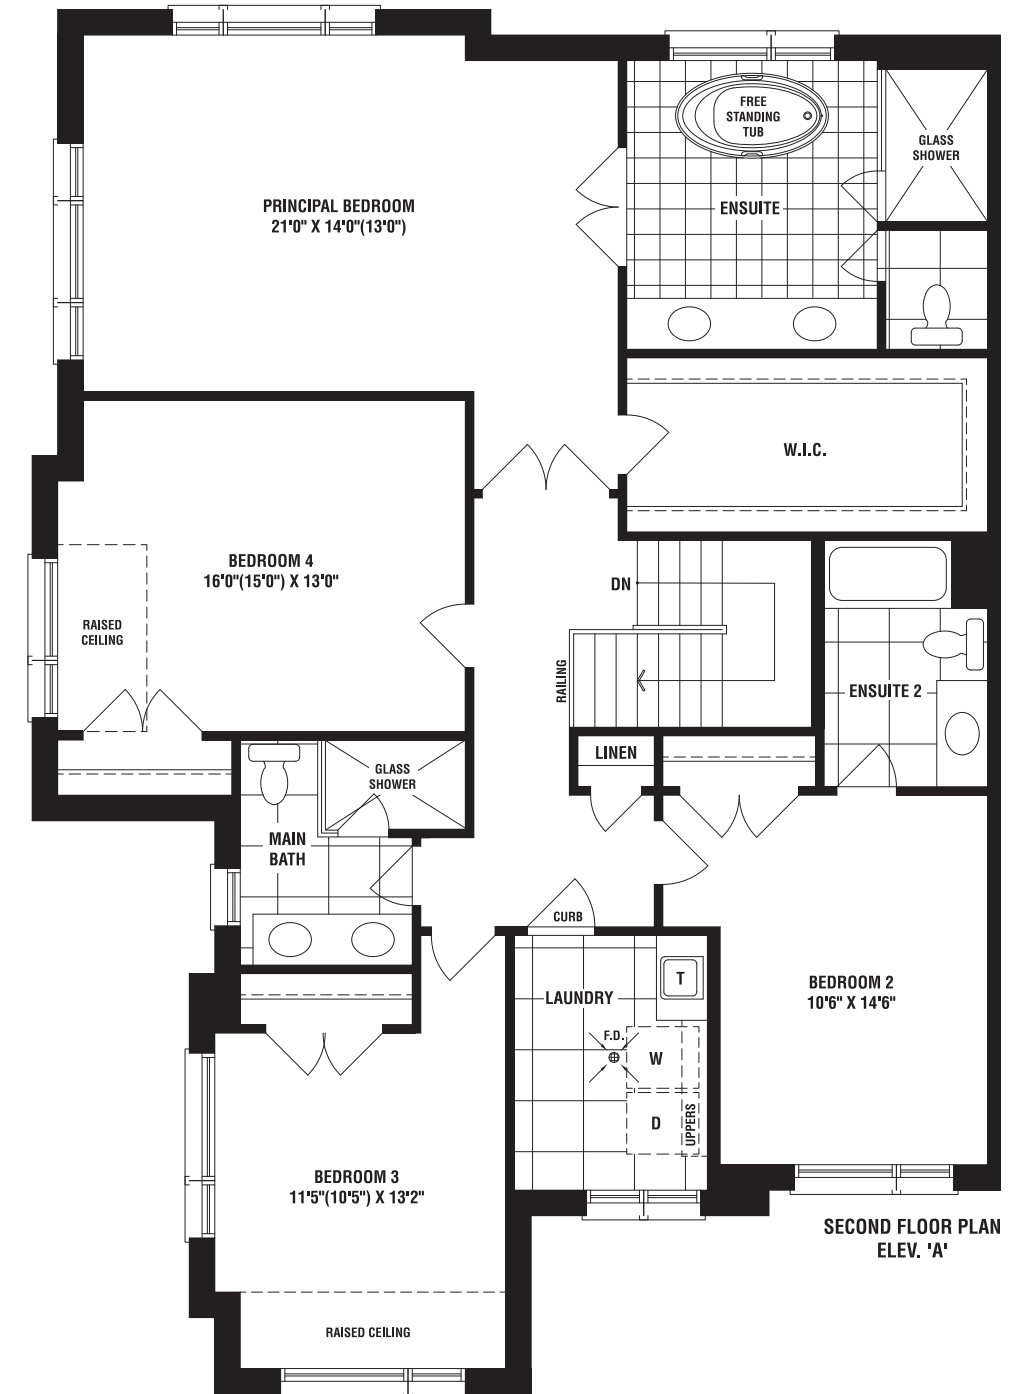 FREE
STANDING
TUB
GLASS
SHOWER
PRINCIPAL BEDROOM
21'0" X 14'0"(13'0")
ENSUITE
W.I.C.
BEDROOM 4
16'0"(15'0") X 13'0"
DN
RAISED
CEILING
RAILING
ENSUITE 2
LINEN
GLASS
SHOWER
MAIN
BATH
CURB
BEDROOM 2
10'6" X 14'6"
LAUNDRY
T
F.D.
W
D
UPPERS
BEDROOM 3
11'5"(10'5") X 13'2"
SECOND FLOOR PLAN
ELEV. 'A'
RAISED CEILING